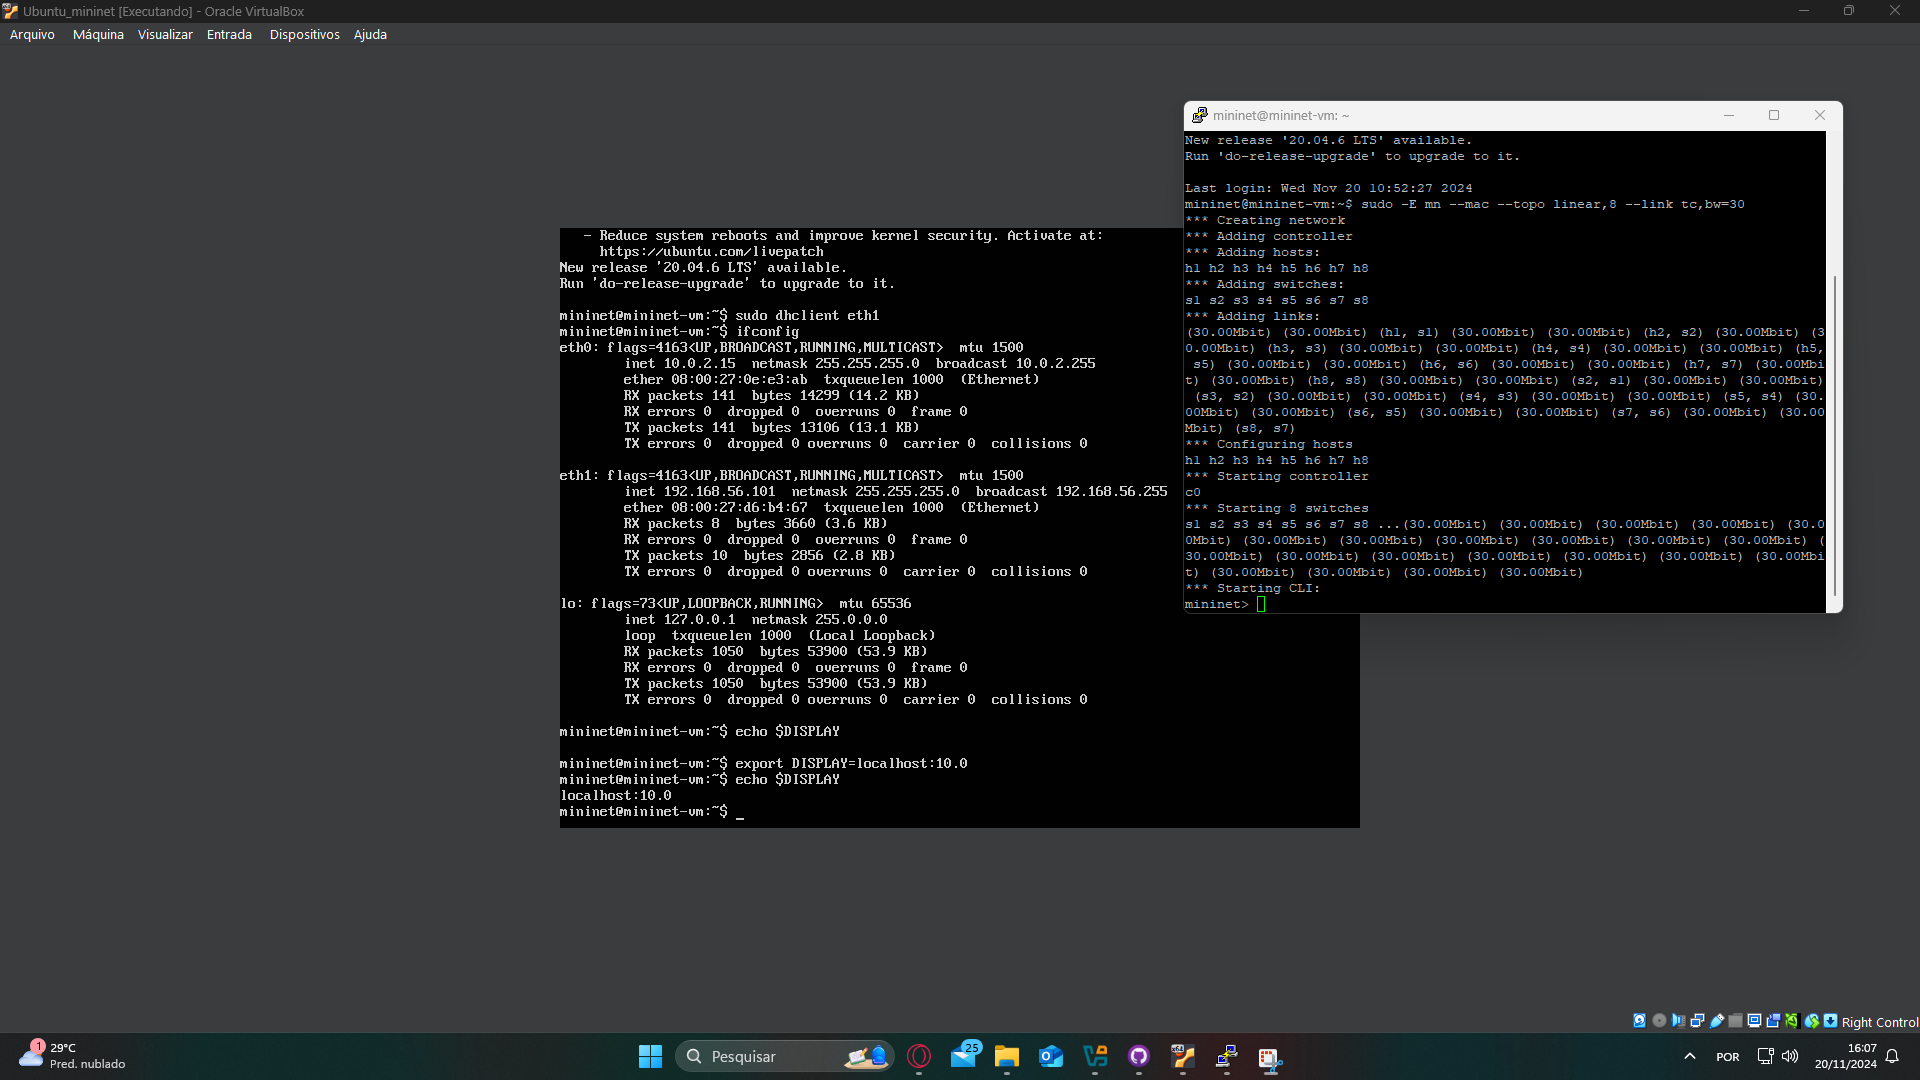 Ubuntu_mininet [Executando] - Oracle VirtualBox
Arquivo Máquina Visualizar Entrada Dispositivos Ajuda
- Reduce system reboots and improve kernel security. Activate at:
https://ubuntu.com/livepatch
New release '20.04.6 LTS' available.
Run 'do-release-upgrade' to upgrade to it.
mininet@mininet-vm:~$ sudo dhclient eth1
mininet@mininet-vm:~$ ifconfig
eth0: flags=4163<UP,BROADCAST,RUNNING,MULTICAST>  mtu 1500
inet 10.0.2.15  netmask 255.255.255.0  broadcast 10.0.2.255
ether 08:00:27:0e:e3:ab  txqueuelen 1000  (Ethernet)
RX packets 141  bytes 14299 (14.2 KB)
RX errors 0  dropped 0  overruns 0  frame 0
TX packets 141  bytes 13106 (13.1 KB)
TX errors 0  dropped 0 overruns 0  carrier 0  collisions 0
eth1: flags=4163<UP,BROADCAST,RUNNING,MULTICAST>  mtu 1500
inet 192.168.56.101  netmask 255.255.255.0  broadcast 192.168.56.255
ether 08:00:27:d6:b4:67  txqueuelen 1000  (Ethernet)
RX packets 8  bytes 3660 (3.6 KB)
RX errors 0  dropped 0  overruns 0  frame 0
TX packets 10  bytes 2856 (2.8 KB)
TX errors 0  dropped 0 overruns 0  carrier 0  collisions 0
lo: flags=73<UP,LOOPBACK,RUNNING>  mtu 65536
inet 127.0.0.1  netmask 255.0.0.0
loop  txqueuelen 1000  (Local Loopback)
RX packets 1050  bytes 53900 (53.9 KB)
RX errors 0  dropped 0  overruns 0  frame 0
TX packets 1050  bytes 53900 (53.9 KB)
TX errors 0  dropped 0 overruns 0  carrier 0  collisions 0
mininet@mininet-vm:~$ echo $DISPLAY
mininet@mininet-vm:~$ export DISPLAY=localhost:10.0
mininet@mininet-vm:~$ echo $DISPLAY
localhost:10.0
mininet@mininet-vm:~$ _
mininet@mininet-vm: ~
New release '20.04.6 LTS' available.
Run 'do-release-upgrade' to upgrade to it.
Last login: Wed Nov 20 10:52:27 2024
mininet@mininet-vm:~$ sudo -E mn --mac --topo linear,8 --link tc,bw=30
*** Creating network
*** Adding controller
*** Adding hosts:
h1 h2 h3 h4 h5 h6 h7 h8
*** Adding switches:
s1 s2 s3 s4 s5 s6 s7 s8
*** Adding links:
(30.00Mbit) (30.00Mbit) (h1, s1) (30.00Mbit) (30.00Mbit) (h2, s2) (30.00Mbit) (3
0.00Mbit) (h3, s3) (30.00Mbit) (30.00Mbit) (h4, s4) (30.00Mbit) (30.00Mbit) (h5,
s5) (30.00Mbit) (30.00Mbit) (h6, s6) (30.00Mbit) (30.00Mbit) (h7, s7) (30.00Mbi
t) (30.00Mbit) (h8, s8) (30.00Mbit) (30.00Mbit) (s2, s1) (30.00Mbit) (30.00Mbit)
(s3, s2) (30.00Mbit) (30.00Mbit) (s4, s3) (30.00Mbit) (30.00Mbit) (s5, s4) (30.
00Mbit) (30.00Mbit) (s6, s5) (30.00Mbit) (30.00Mbit) (s7, s6) (30.00Mbit) (30.00
Mbit) (s8, s7)
*** Configuring hosts
h1 h2 h3 h4 h5 h6 h7 h8
*** Starting controller
c0
*** Starting 8 switches
s1 s2 s3 s4 s5 s6 s7 s8 ...(30.00Mbit) (30.00Mbit) (30.00Mbit) (30.00Mbit) (30.0
0Mbit) (30.00Mbit) (30.00Mbit) (30.00Mbit) (30.00Mbit) (30.00Mbit) (30.00Mbit) (
30.00Mbit) (30.00Mbit) (30.00Mbit) (30.00Mbit) (30.00Mbit) (30.00Mbit) (30.00Mbi
t) (30.00Mbit) (30.00Mbit) (30.00Mbit) (30.00Mbit)
*** Starting CLI:
mininet>
Right Control
1
29°C
Pred. nublado
Pesquisar
25
POR
16:07
20/11/2024